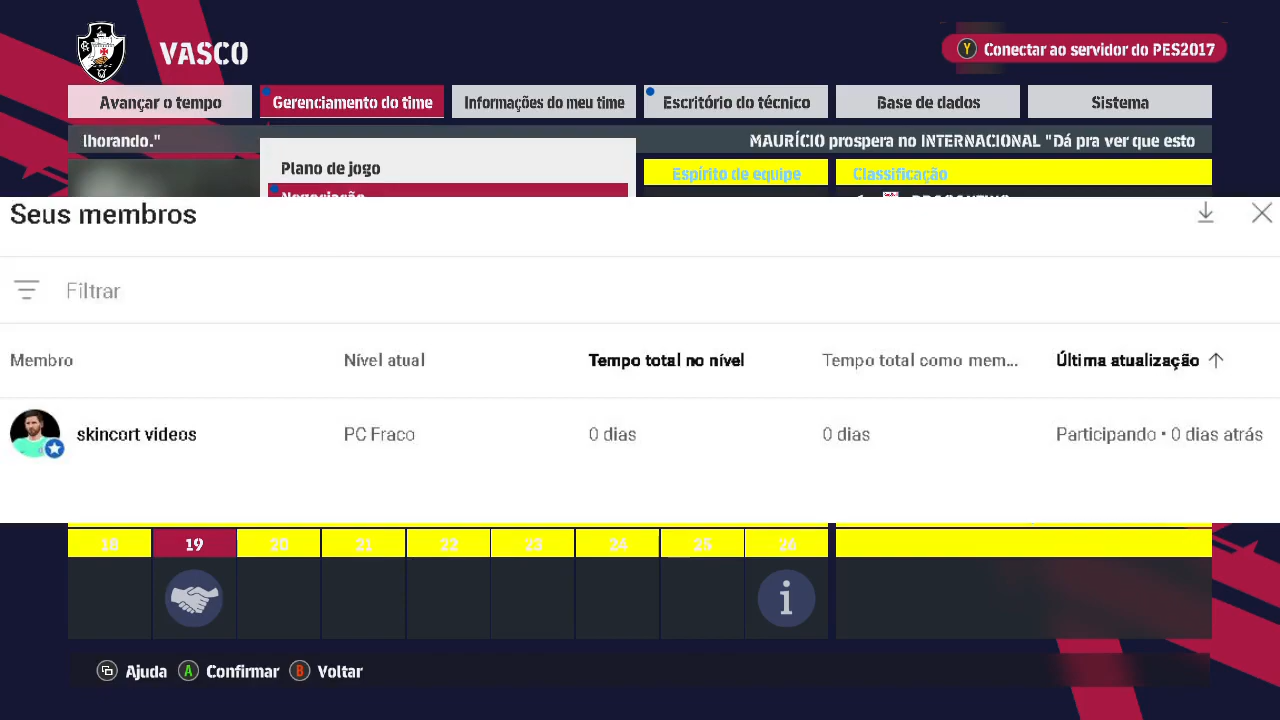 VASCO
Y Conectar ao servidor do PES2017
Avançar o tempo
Gerenciamento do time
Informações do meu time
Escritório do técnico
Base de dados
Sistema
lhorando."
MAURÍCIO prospera no INTERNACIONAL "Dá pra ver que esto
Plano de jogo
Negociação
Espírito de equipe
Classificação
BRAGANTINO
Seus membros
Filtrar
Membro
Nível atual
Tempo total no nível
Tempo total como mem...
Última atualização
skincort videos
PC Fraco
0 dias
0 dias
Participando • 0 dias atrás
18 19 20 21 22 23 24 25 26
i
Ajuda A Confirmar B Voltar